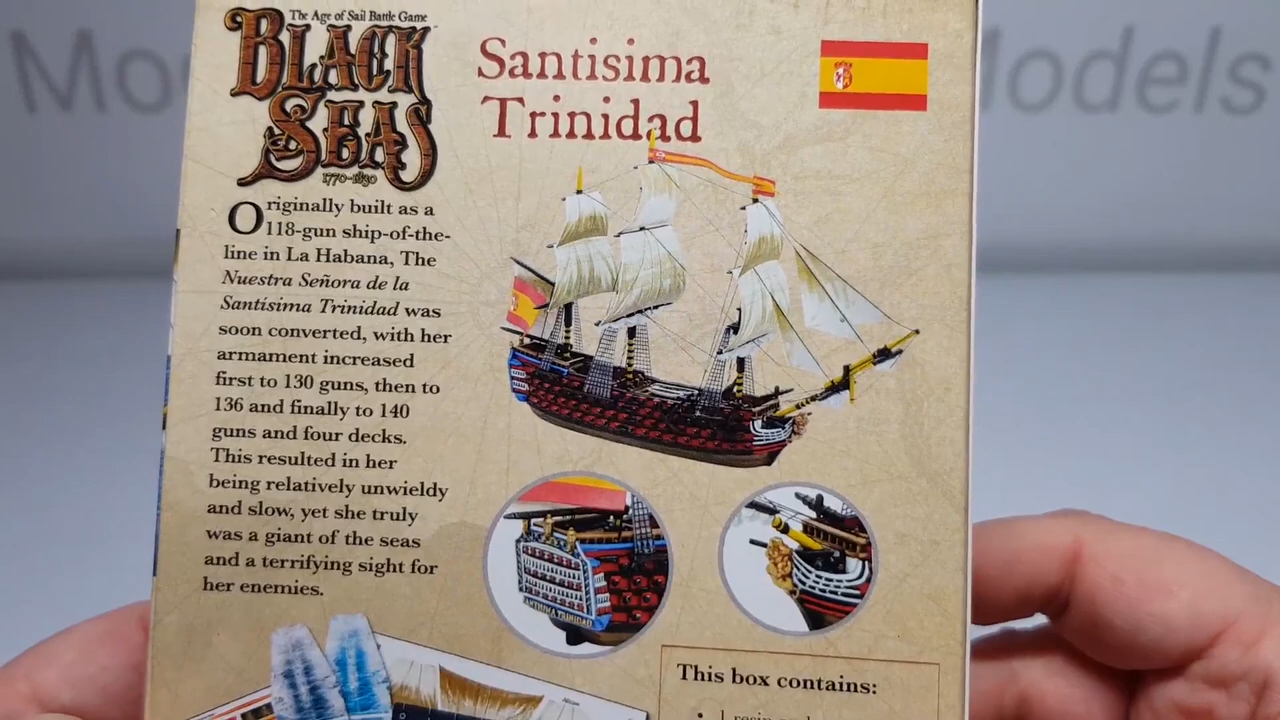 The Age of Sail Battle Game
BLACK
SEAS
1770-1830
Santisima
Trinidad
Originally built as a
118-gun ship-of-the-
line in La Habana, The
Nuestra Señora de la
Santísima Trinidad was
soon converted, with her
armament increased
first to 130 guns, then to
136 and finally to 140
guns and four decks.
This resulted in her
being relatively unwieldy
and slow, yet she truly
was a giant of the seas
and a terrifying sight for
her enemies.
This box contains:
Models